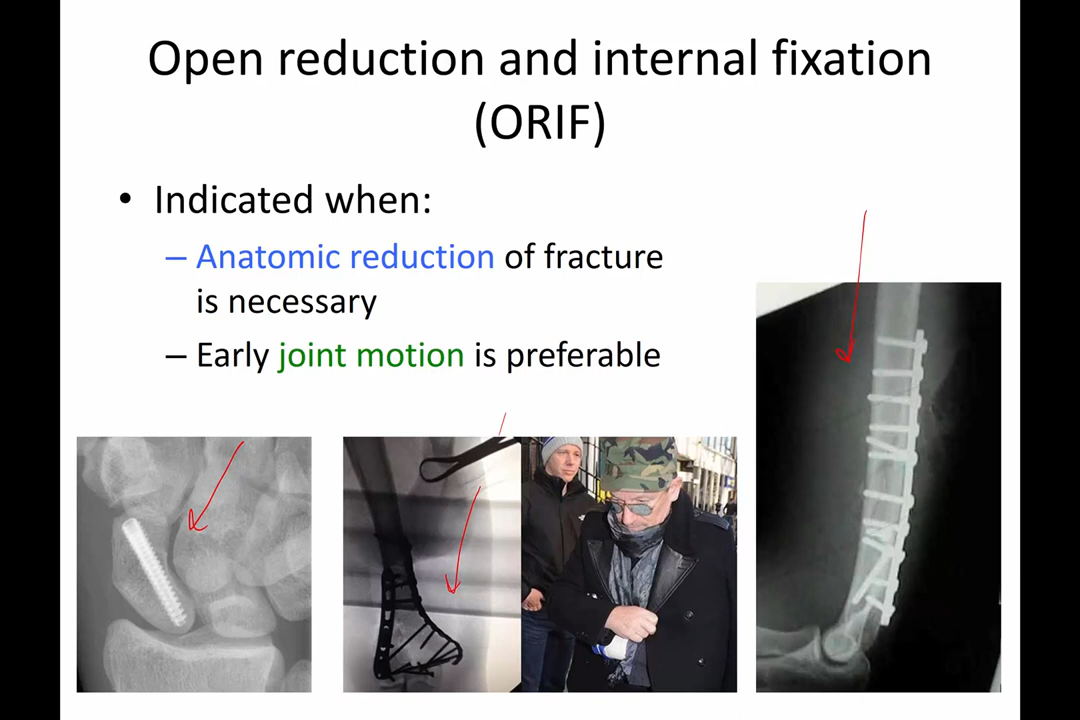 Open reduction and internal fixation
(ORIF)
• Indicated when:
– Anatomic reduction of fracture
is necessary
– Early joint motion is preferable